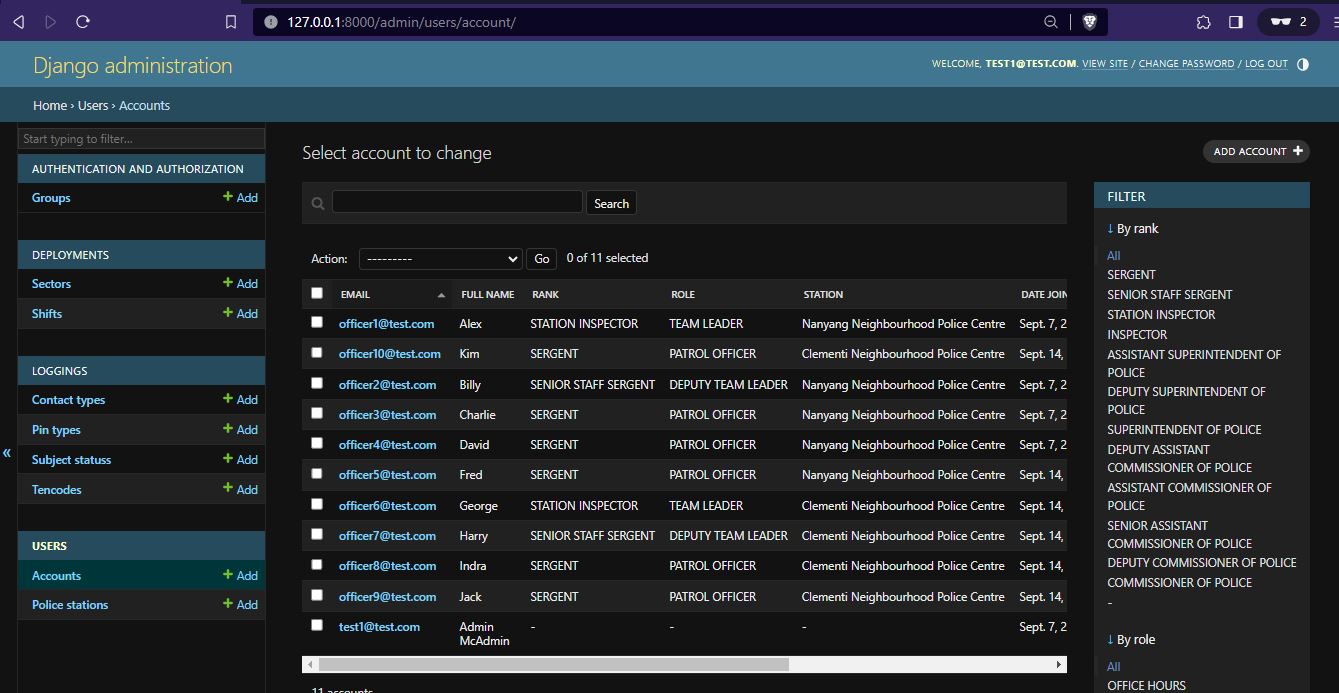 127.0.0.1:8000/admin/users/account/
2
Django administration
WELCOME, TEST1@TEST.COM. VIEW SITE / CHANGE PASSWORD / LOG OUT
Home › Users › Accounts
Start typing to filter...
AUTHENTICATION AND AUTHORIZATION
Groups + Add
DEPLOYMENTS
Sectors + Add
Shifts + Add
LOGGINGS
Contact types + Add
Pin types + Add
Subject statuss + Add
Tencodes + Add
«
USERS
Accounts + Add
Police stations + Add
Select account to change
ADD ACCOUNT +
Search
Action: --------- Go 0 of 11 selected
EMAIL FULL NAME RANK ROLE STATION DATE JOIN
officer1@test.com Alex STATION INSPECTOR TEAM LEADER Nanyang Neighbourhood Police Centre Sept. 7, 2
officer10@test.com Kim SERGENT PATROL OFFICER Clementi Neighbourhood Police Centre Sept. 14,
officer2@test.com Billy SENIOR STAFF SERGENT DEPUTY TEAM LEADER Nanyang Neighbourhood Police Centre Sept. 7, 2
officer3@test.com Charlie SERGENT PATROL OFFICER Nanyang Neighbourhood Police Centre Sept. 7, 2
officer4@test.com David SERGENT PATROL OFFICER Nanyang Neighbourhood Police Centre Sept. 7, 2
officer5@test.com Fred SERGENT PATROL OFFICER Nanyang Neighbourhood Police Centre Sept. 14,
officer6@test.com George STATION INSPECTOR TEAM LEADER Clementi Neighbourhood Police Centre Sept. 14,
officer7@test.com Harry SENIOR STAFF SERGENT DEPUTY TEAM LEADER Clementi Neighbourhood Police Centre Sept. 14,
officer8@test.com Indra SERGENT PATROL OFFICER Clementi Neighbourhood Police Centre Sept. 14,
officer9@test.com Jack SERGENT PATROL OFFICER Clementi Neighbourhood Police Centre Sept. 14,
test1@test.com Admin McAdmin - - - Sept. 7, 2
11 accounts
FILTER
↓ By rank
All
SERGENT
SENIOR STAFF SERGENT
STATION INSPECTOR
INSPECTOR
ASSISTANT SUPERINTENDENT OF
POLICE
DEPUTY SUPERINTENDENT OF
POLICE
SUPERINTENDENT OF POLICE
DEPUTY ASSISTANT
COMMISSIONER OF POLICE
ASSISTANT COMMISSIONER OF
POLICE
SENIOR ASSISTANT
COMMISSIONER OF POLICE
DEPUTY COMMISSIONER OF POLICE
COMMISSIONER OF POLICE
-
↓ By role
All
OFFICE HOURS